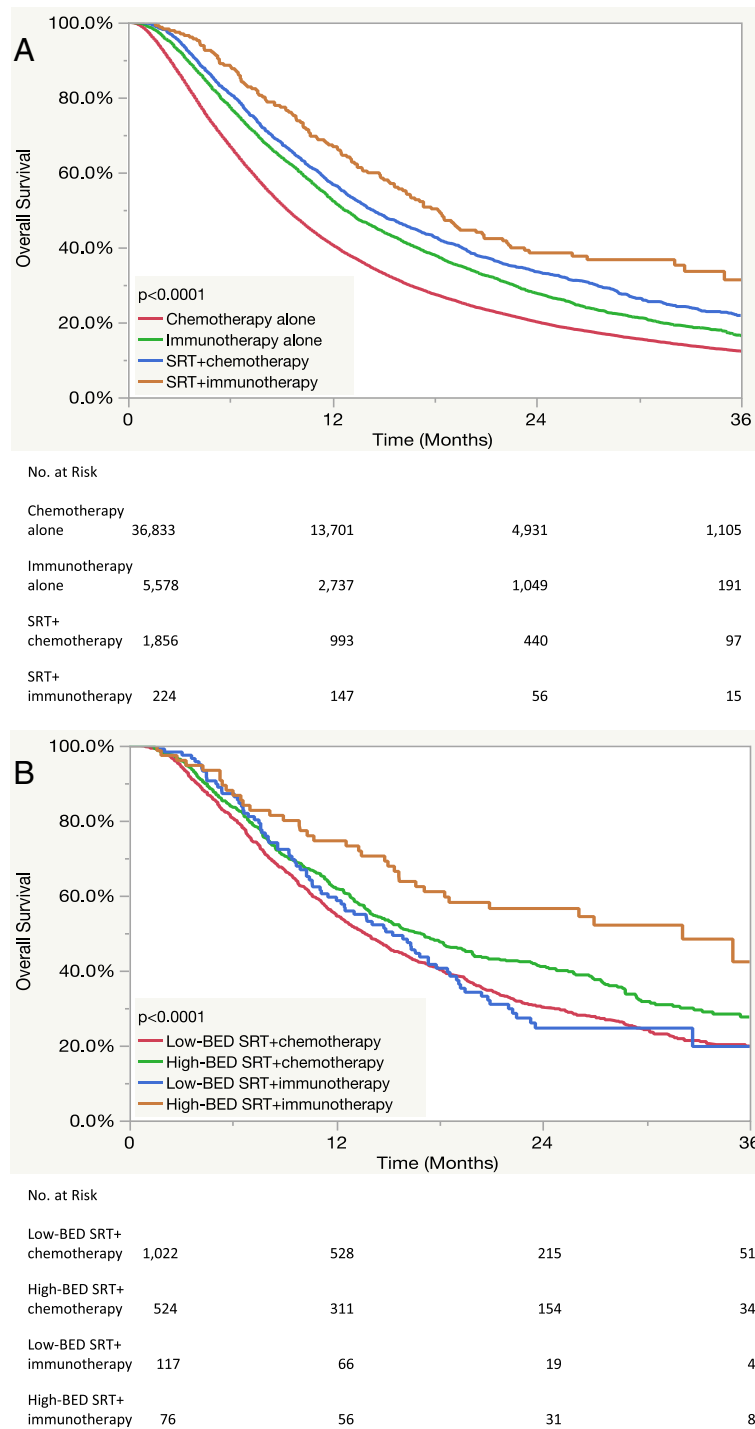 A
100.0%
80.0%
60.0%
40.0%
20.0%
0.0%
Overall Survival
p<0.0001
Chemotherapy alone
Immunotherapy alone
SRT+chemotherapy
SRT+immunotherapy
0 12 24 36
Time (Months)
No. at Risk
Chemotherapy
alone 36,833 13,701 4,931 1,105
Immunotherapy
alone 5,578 2,737 1,049 191
SRT+
chemotherapy 1,856 993 440 97
SRT+
immunotherapy 224 147 56 15
B
100.0%
80.0%
60.0%
40.0%
20.0%
0.0%
Overall Survival
p<0.0001
Low-BED SRT+chemotherapy
High-BED SRT+chemotherapy
Low-BED SRT+immunotherapy
High-BED SRT+immunotherapy
0 12 24 36
Time (Months)
No. at Risk
Low-BED SRT+
chemotherapy 1,022 528 215 51
High-BED SRT+
chemotherapy 524 311 154 34
Low-BED SRT+
immunotherapy 117 66 19 4
High-BED SRT+
immunotherapy 76 56 31 8